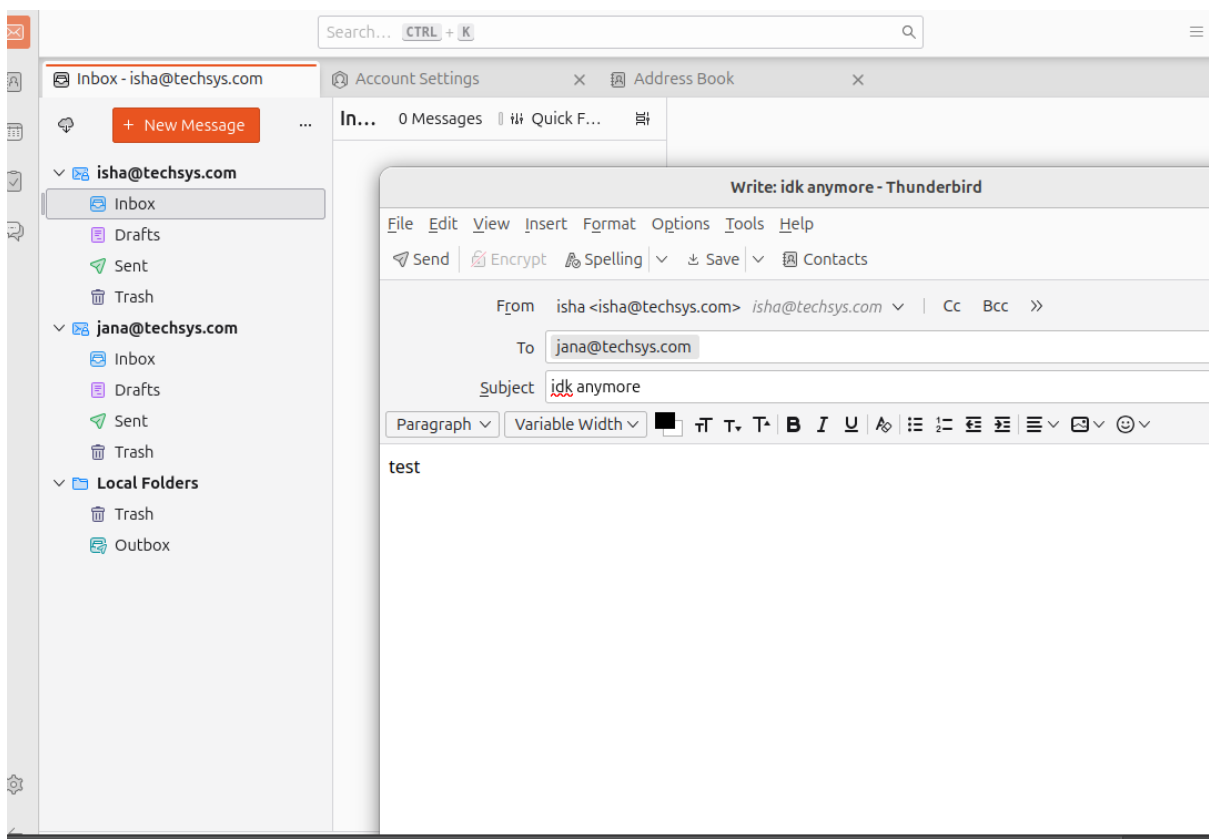 Search... CTRL + K
Inbox - isha@techsys.com
Account Settings
Address Book
+ New Message
In... 0 Messages Quick F...
isha@techsys.com
Inbox
Drafts
Sent
Trash
jana@techsys.com
Inbox
Drafts
Sent
Trash
Local Folders
Trash
Outbox
Write: idk anymore - Thunderbird
File Edit View Insert Format Options Tools Help
Send Encrypt Spelling Save Contacts
From isha <isha@techsys.com> isha@techsys.com Cc Bcc
To jana@techsys.com
Subject idk anymore
Paragraph Variable Width B I U
test